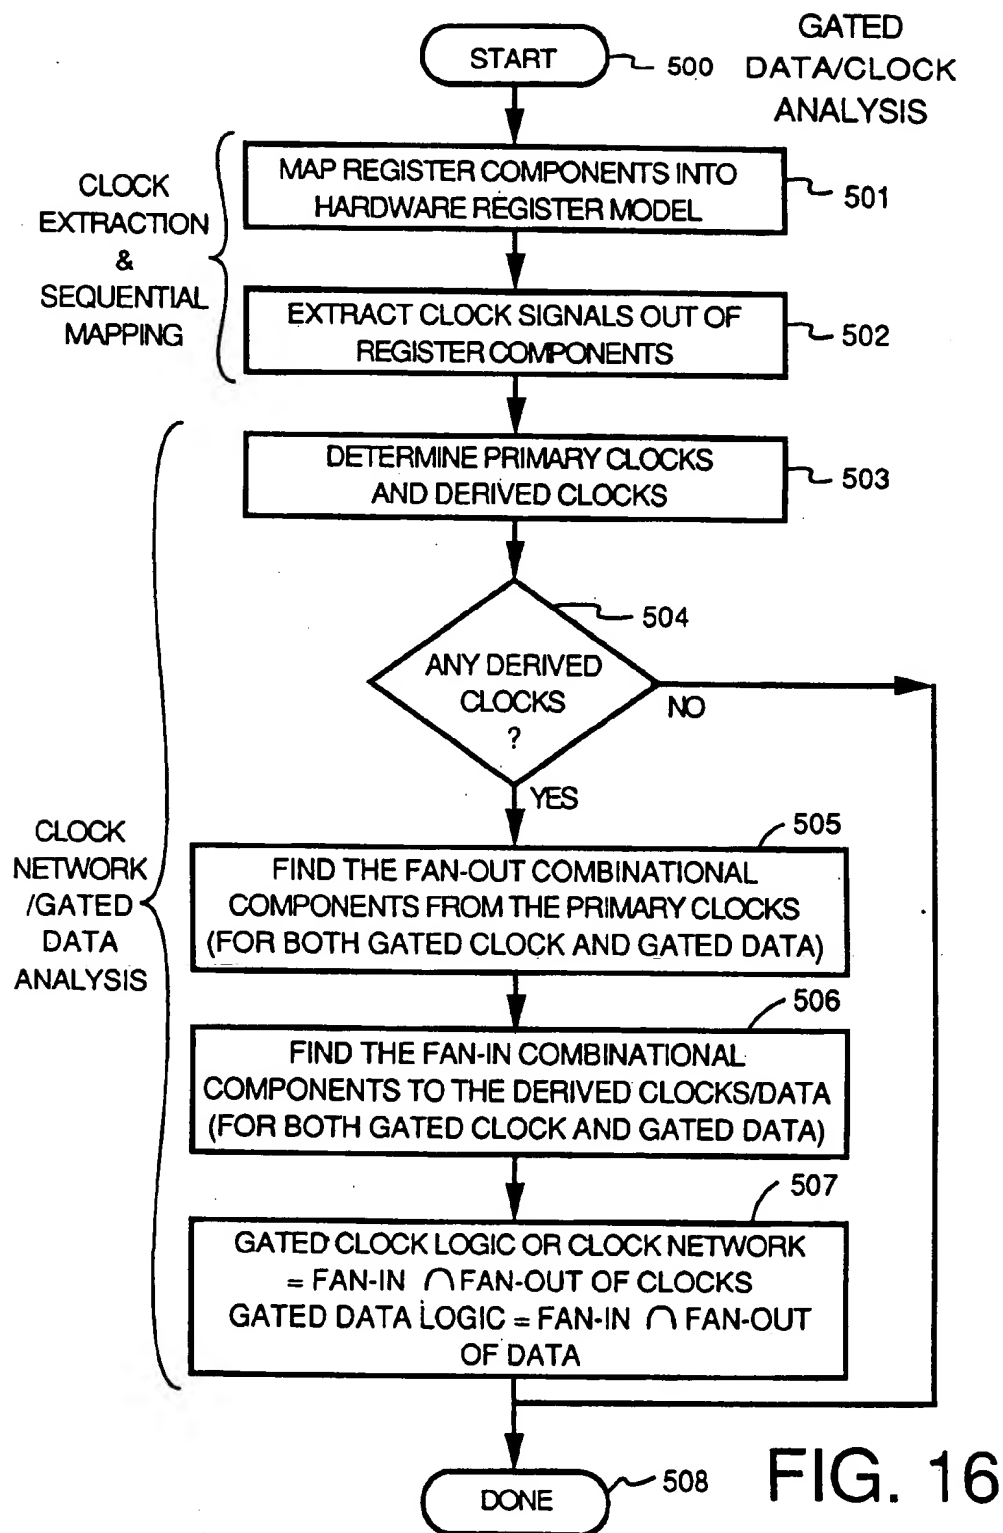 START
500
GATED
DATA/CLOCK
ANALYSIS
CLOCK
EXTRACTION
&
SEQUENTIAL
MAPPING
MAP REGISTER COMPONENTS INTO
HARDWARE REGISTER MODEL
501
EXTRACT CLOCK SIGNALS OUT OF
REGISTER COMPONENTS
502
DETERMINE PRIMARY CLOCKS
AND DERIVED CLOCKS
503
504
ANY DERIVED
CLOCKS
?
NO
YES
CLOCK
NETWORK
/GATED
DATA
ANALYSIS
505
FIND THE FAN-OUT COMBINATIONAL
COMPONENTS FROM THE PRIMARY CLOCKS
(FOR BOTH GATED CLOCK AND GATED DATA)
506
FIND THE FAN-IN COMBINATIONAL
COMPONENTS TO THE DERIVED CLOCKS/DATA
(FOR BOTH GATED CLOCK AND GATED DATA)
507
GATED CLOCK LOGIC OR CLOCK NETWORK
= FAN-IN ∩ FAN-OUT OF CLOCKS
GATED DATA LOGIC = FAN-IN ∩ FAN-OUT
OF DATA
DONE
508
FIG. 16